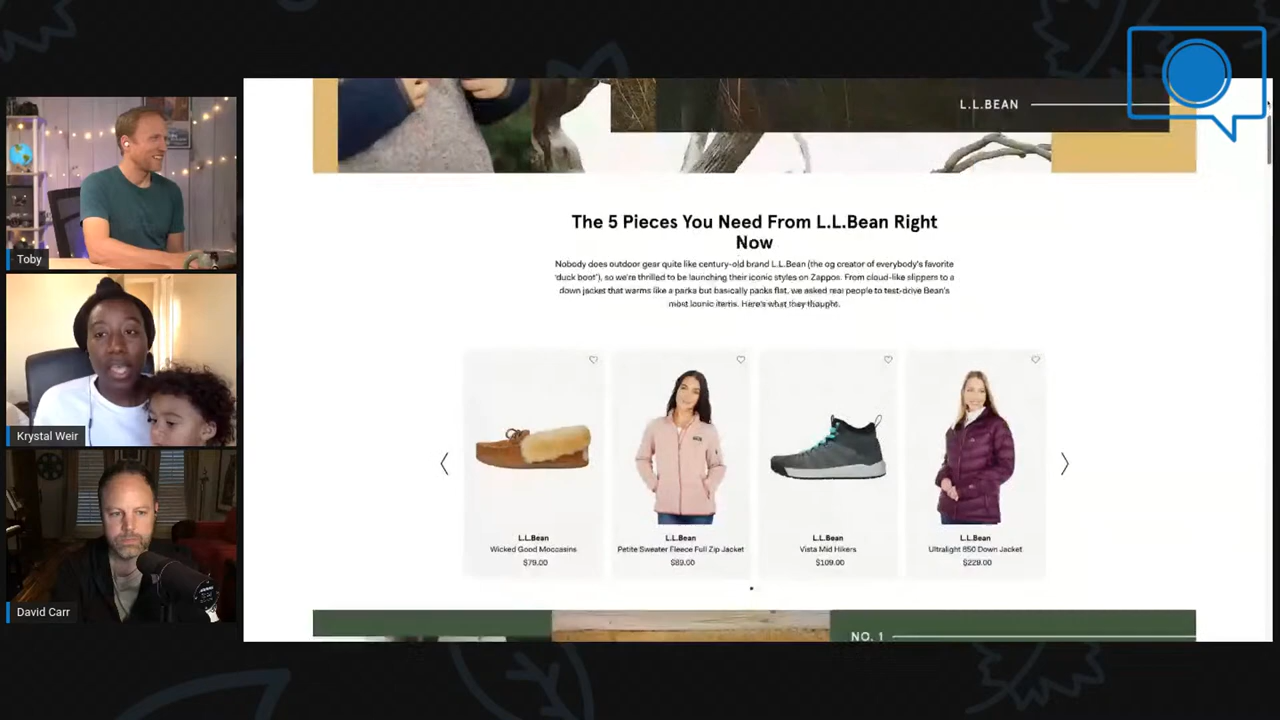 L.L.BEAN
Toby
Krystal Weir
David Carr
The 5 Pieces You Need From L.L.Bean Right
Now
Nobody does outdoor gear quite like century-old brand L.L.Bean (the og creator of everybody's favorite
'duck boot'), so we're thrilled to be launching their iconic styles on Zappos. From cloud-like slippers to a
down jacket that warms like a parka but basically packs flat, we asked real people to test-drive Bean's
most iconic items. Here's what they thought.
L.L.Bean
Wicked Good Moccasins
$79.00
L.L.Bean
Petite Sweater Fleece Full Zip Jacket
$89.00
L.L.Bean
Vista Mid Hikers
$109.00
L.L.Bean
Ultralight 850 Down Jacket
$229.00
NO. 1